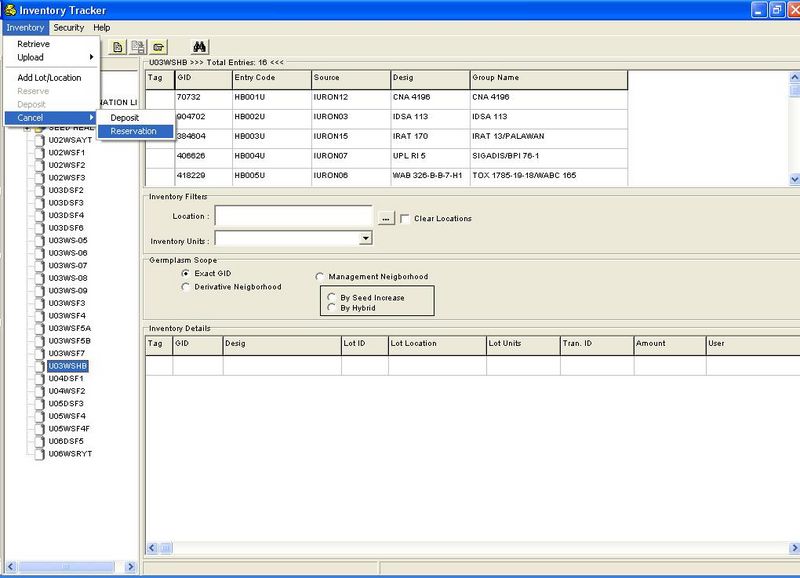 Inventory Tracker
Inventory Security Help
Retrieve
Upload
Add Lot/Location
Reserve
Deposit
Cancel
Deposit
Reservation
NATION LI
SEED HEAL
U02WSAYT
U02WSF1
U02WSF2
U02WSF3
U03DSF2
U03DSF3
U03DSF4
U03DSF6
U03WS-05
U03WS-06
U03WS-07
U03WS-08
U03WS-09
U03WSF3
U03WSF4
U03WSF5A
U03WSF5B
U03WSF7
U03WSHB
U04DSF1
U04WSF2
U05DSF3
U05WSF4
U05WSF4F
U06DSF5
U06WSRYT
U03WSHB >>> Total Entries: 16 <<<
Tag GID Entry Code Source Desig Group Name
70732 HB001U IURON12 CNA 4196 CNA 4196
904702 HB002U IURON03 IDSA 113 IDSA 113
384604 HB003U IURON15 IRAT 170 IRAT 13/PALAWAN
406626 HB004U IURON07 UPL RI 5 SIGADIS/BPI 76-1
418229 HB005U IURON06 WAB 326-B-B-7-H1 TOX 1785-19-18/WABC 165
Inventory Filters
Location : ... Clear Locations
Inventory Units :
Germplasm Scope
Exact GID Management Neigborhood
Derivative Neigborhood
By Seed Increase
By Hybrid
Inventory Details
Tag GID Desig Lot ID Lot Location Lot Units Tran. ID Amount User